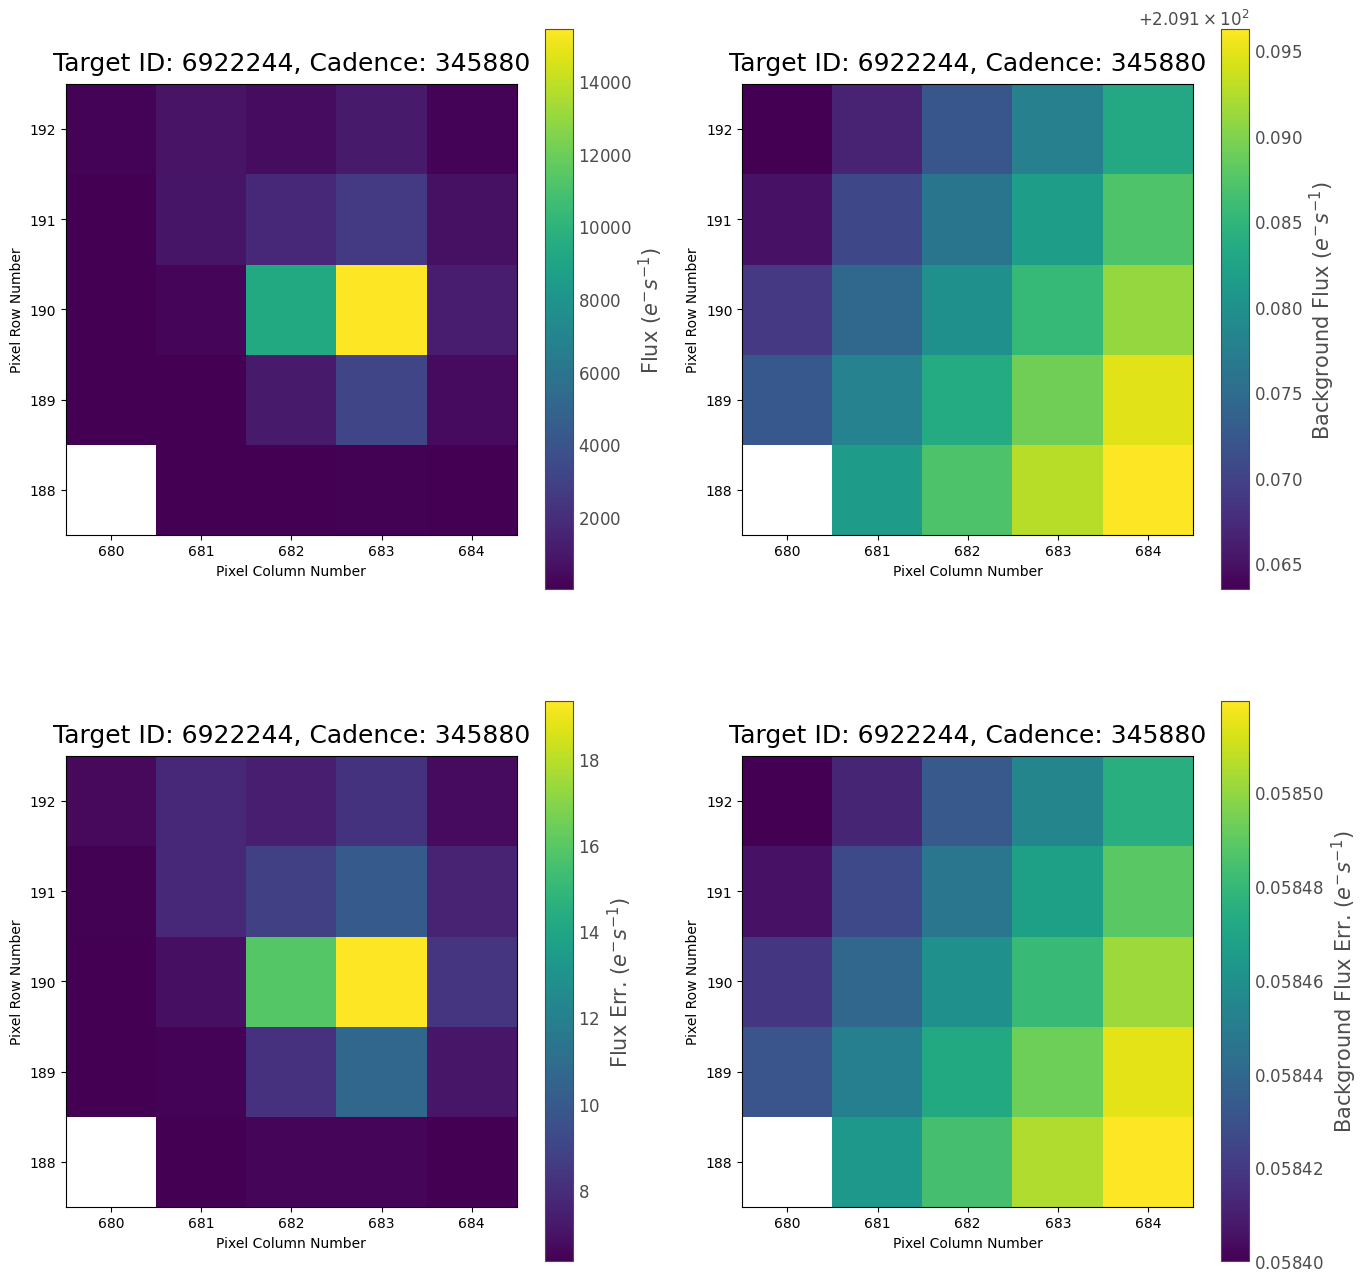 Target ID: 6922244, Cadence: 345880
192
191
190
189
188
Pixel Row Number
680 681 682 683 684
Pixel Column Number
14000
12000
10000
8000
6000
4000
2000
Flux (e⁻s⁻¹)
Target ID: 6922244, Cadence: 345880
192
191
190
189
188
Pixel Row Number
680 681 682 683 684
Pixel Column Number
+2.091 × 10²
0.095
0.090
0.085
0.080
0.075
0.070
0.065
Background Flux (e⁻s⁻¹)
Target ID: 6922244, Cadence: 345880
192
191
190
189
188
Pixel Row Number
680 681 682 683 684
Pixel Column Number
18
16
14
12
10
8
Flux Err. (e⁻s⁻¹)
Target ID: 6922244, Cadence: 345880
192
191
190
189
188
Pixel Row Number
680 681 682 683 684
Pixel Column Number
0.05850
0.05848
0.05846
0.05844
0.05842
0.05840
Background Flux Err. (e⁻s⁻¹)